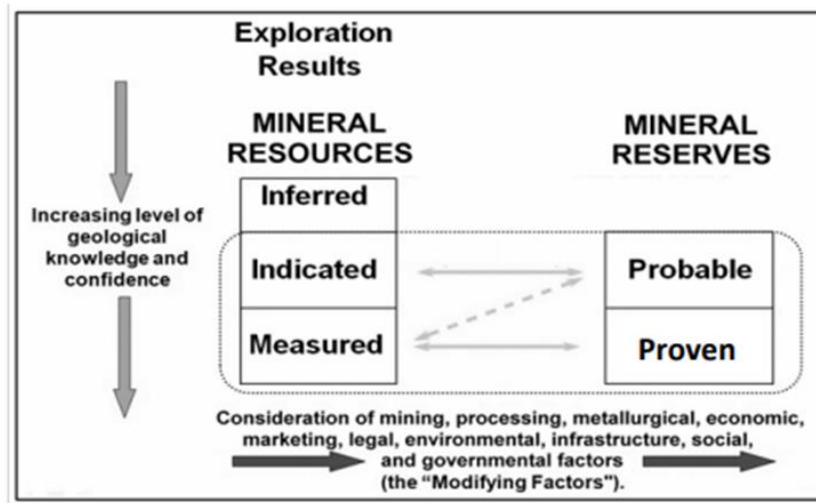 Exploration
Results
MINERAL
RESOURCES
MINERAL
RESERVES
Inferred
Increasing level of
geological
knowledge and
confidence
Indicated
Probable
Measured
Proven
Consideration of mining, processing, metallurgical, economic,
marketing, legal, environmental, infrastructure, social,
and governmental factors
(the “Modifying Factors").